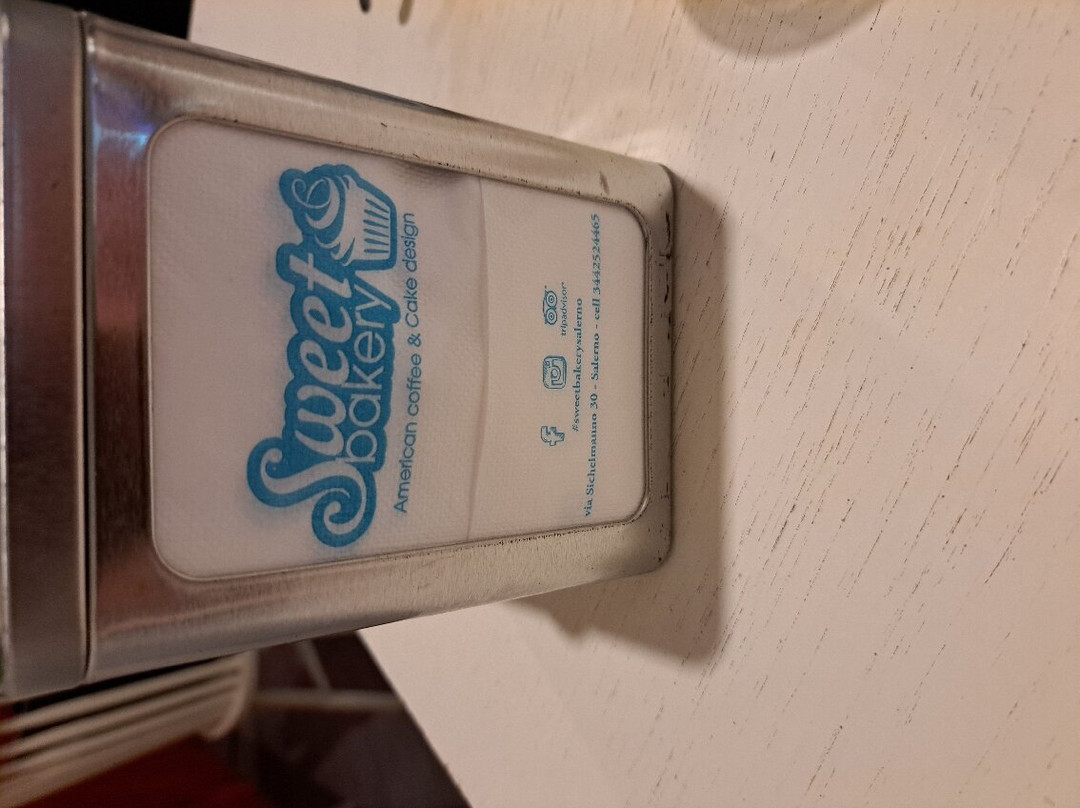 Sweet
bakery
American coffee & Cake design
tripadvisor
#sweetbakerysalerno
via Sichelmanno 30 - Salerno - cell 3442524465